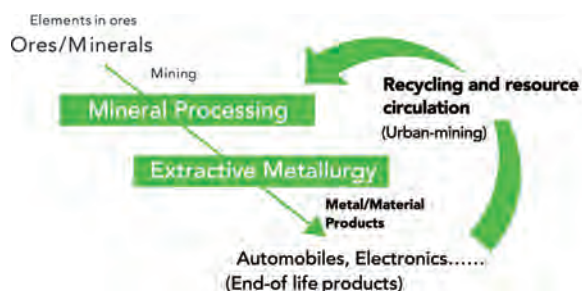 Elements in ores
Ores/Minerals
Mining
Mineral Processing
Recycling and resource
circulation
(Urban-mining)
Extractive Metallurgy
Metal/Material
Products
Automobiles, Electronics……
(End-of life products)